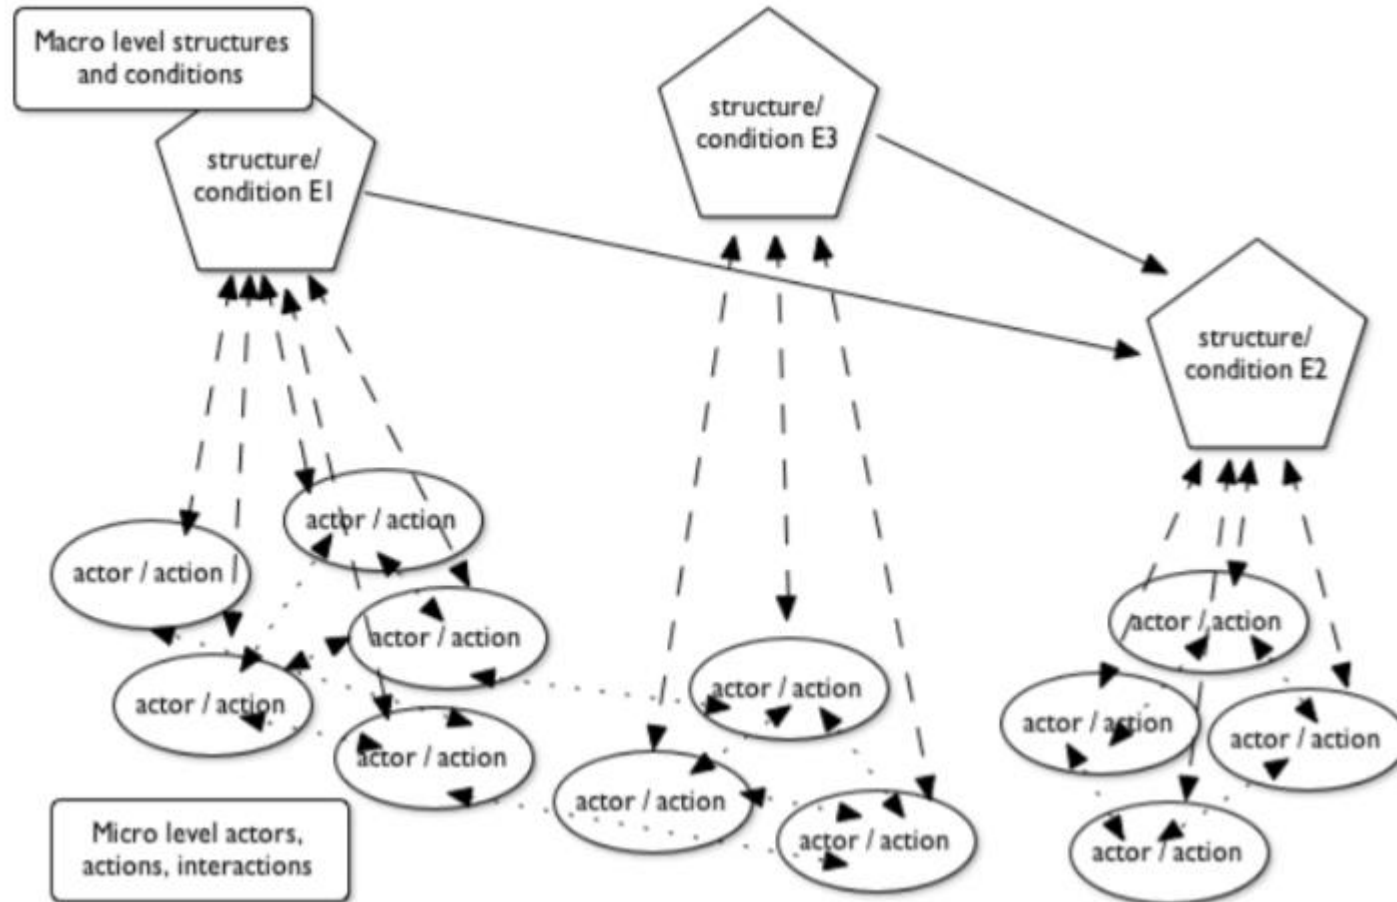 Macro level structures
and conditions
structure/
condition E1
structure/
condition E3
structure/
condition E2
actor / action
actor / action
actor / action
actor / action
actor / action
actor / action
actor / action
actor / action
actor / action
actor / action
actor / action
actor / action
Micro level actors,
actions, interactions